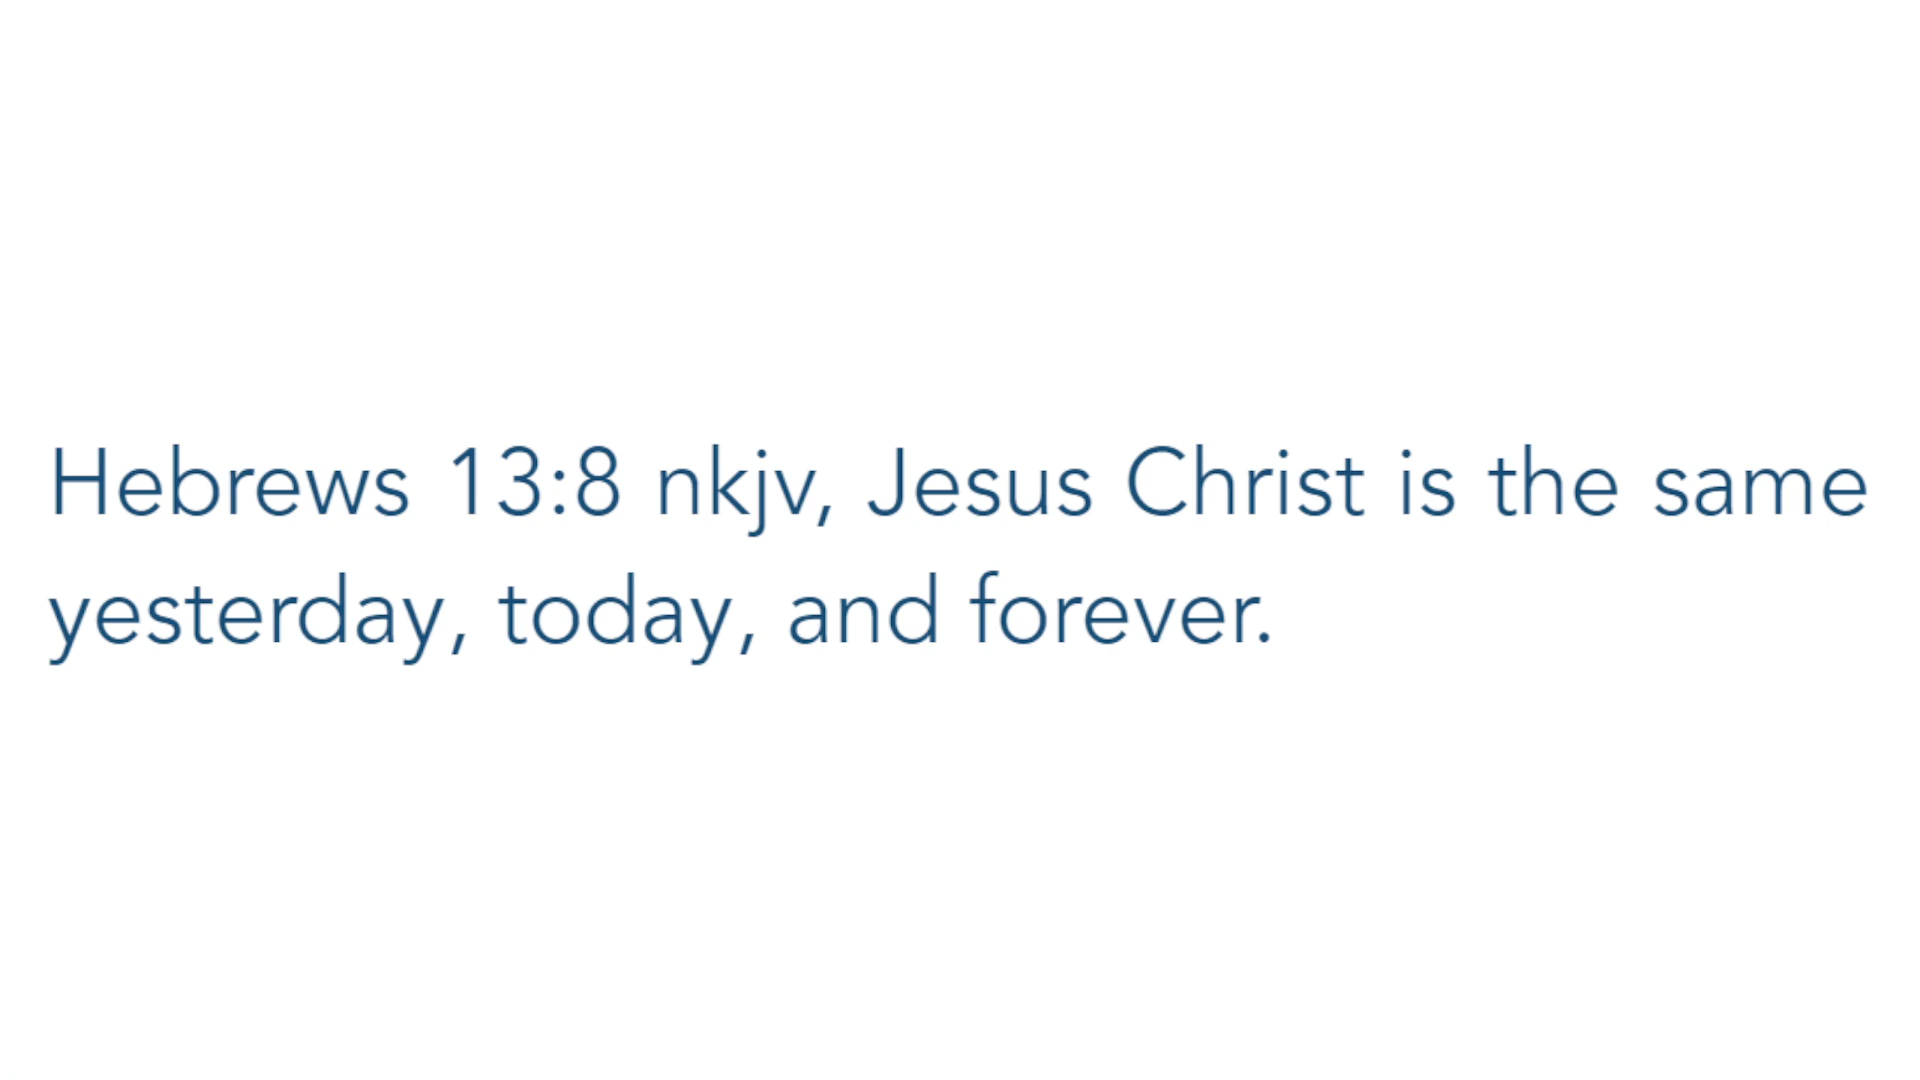 Hebrews 13:8 nkjv, Jesus Christ is the same
yesterday, today, and forever.